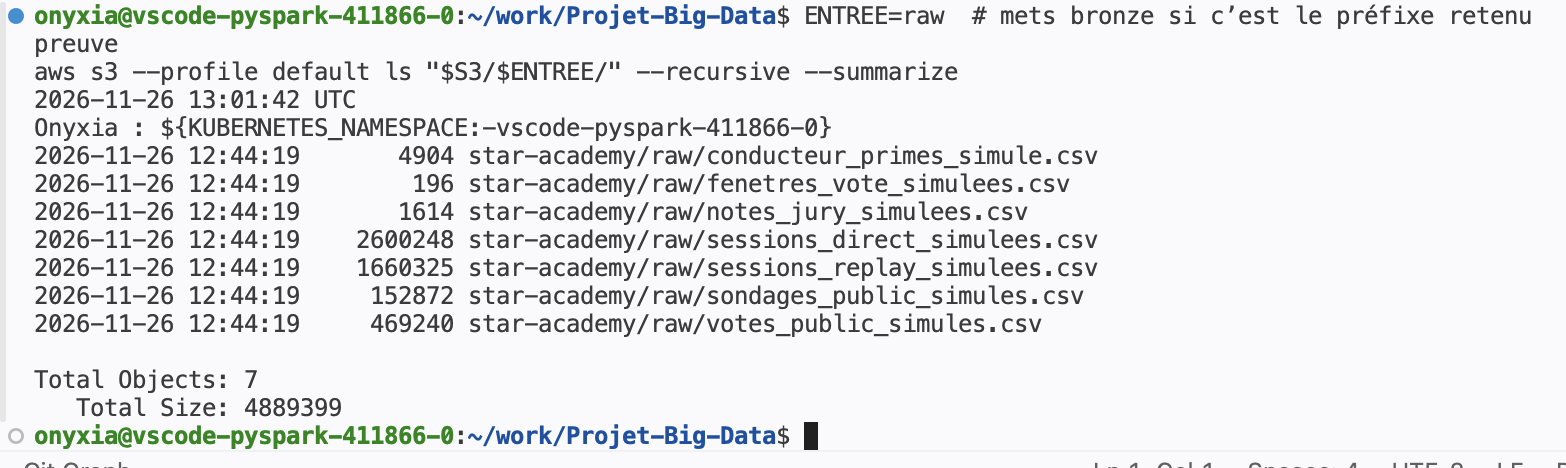 onyxia@vscode-pyspark-411866-0:~/work/Projet-Big-Data$ ENTREE=raw  # mets bronze si c’est le préfixe retenu
preuve
aws s3 --profile default ls "$S3/$ENTREE/" --recursive --summarize
2026-11-26 13:01:42 UTC
Onyxia : ${KUBERNETES_NAMESPACE:-vscode-pyspark-411866-0}
2026-11-26 12:44:19       4904 star-academy/raw/conducteur_primes_simule.csv
2026-11-26 12:44:19        196 star-academy/raw/fenetres_vote_simulees.csv
2026-11-26 12:44:19       1614 star-academy/raw/notes_jury_simulees.csv
2026-11-26 12:44:19    2600248 star-academy/raw/sessions_direct_simulees.csv
2026-11-26 12:44:19    1660325 star-academy/raw/sessions_replay_simulees.csv
2026-11-26 12:44:19     152872 star-academy/raw/sondages_public_simules.csv
2026-11-26 12:44:19     469240 star-academy/raw/votes_public_simules.csv
Total Objects: 7
   Total Size: 4889399
onyxia@vscode-pyspark-411866-0:~/work/Projet-Big-Data$